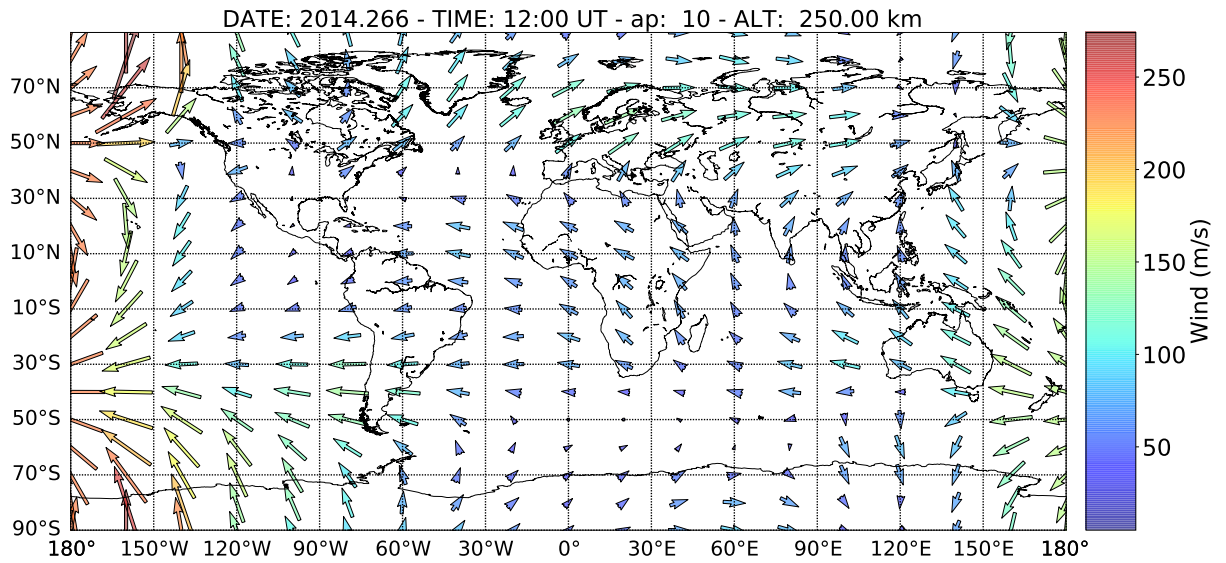 DATE: 2014.266 - TIME: 12:00 UT - ap:  10 - ALT:  250.00 km
70°N
50°N
30°N
10°N
10°S
30°S
50°S
70°S
90°S
180° 150°W 120°W 90°W 60°W 30°W 0° 30°E 60°E 90°E 120°E 150°E 180°
250
200
150
100
50
Wind (m/s)